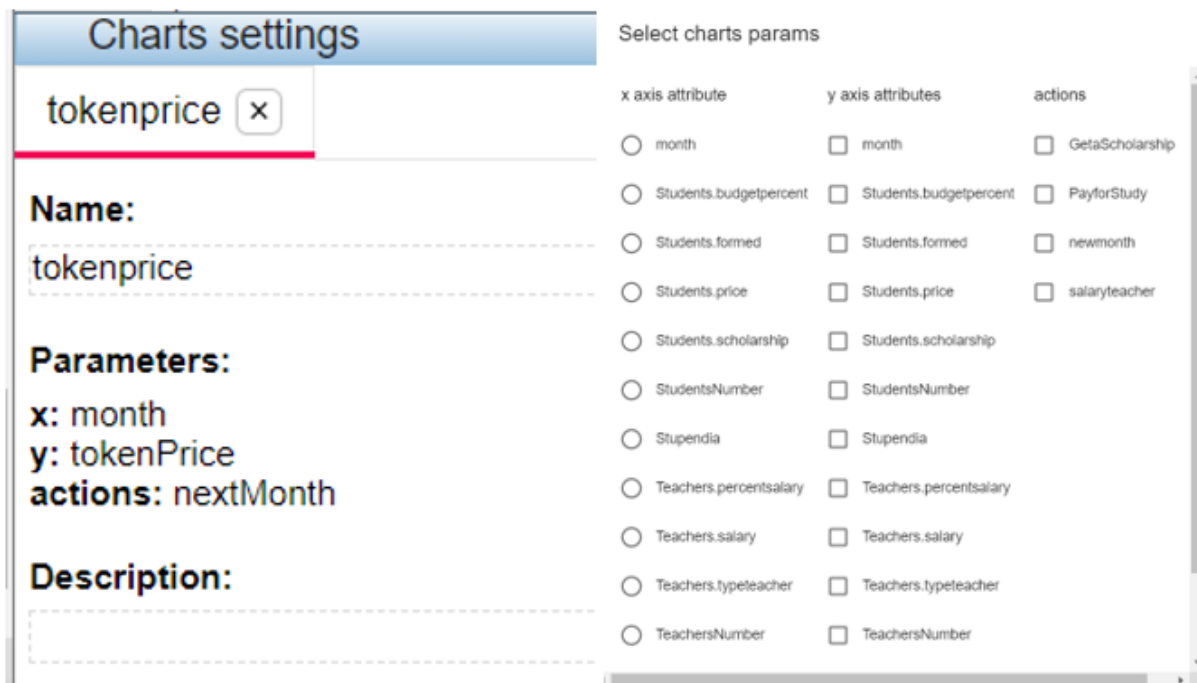 Charts settings
tokenprice ×
Name:
tokenprice
Parameters:
x: month
y: tokenPrice
actions: nextMonth
Description:
Select charts params
x axis attribute y axis attributes actions
month month GetaScholarship
Students.budgetpercent Students.budgetpercent PayforStudy
Students.formed Students.formed newmonth
Students.price Students.price salaryteacher
Students.scholarship Students.scholarship
StudentsNumber StudentsNumber
Stupendia Stupendia
Teachers.percentsalary Teachers.percentsalary
Teachers.salary Teachers.salary
Teachers.typeteacher Teachers.typeteacher
TeachersNumber TeachersNumber